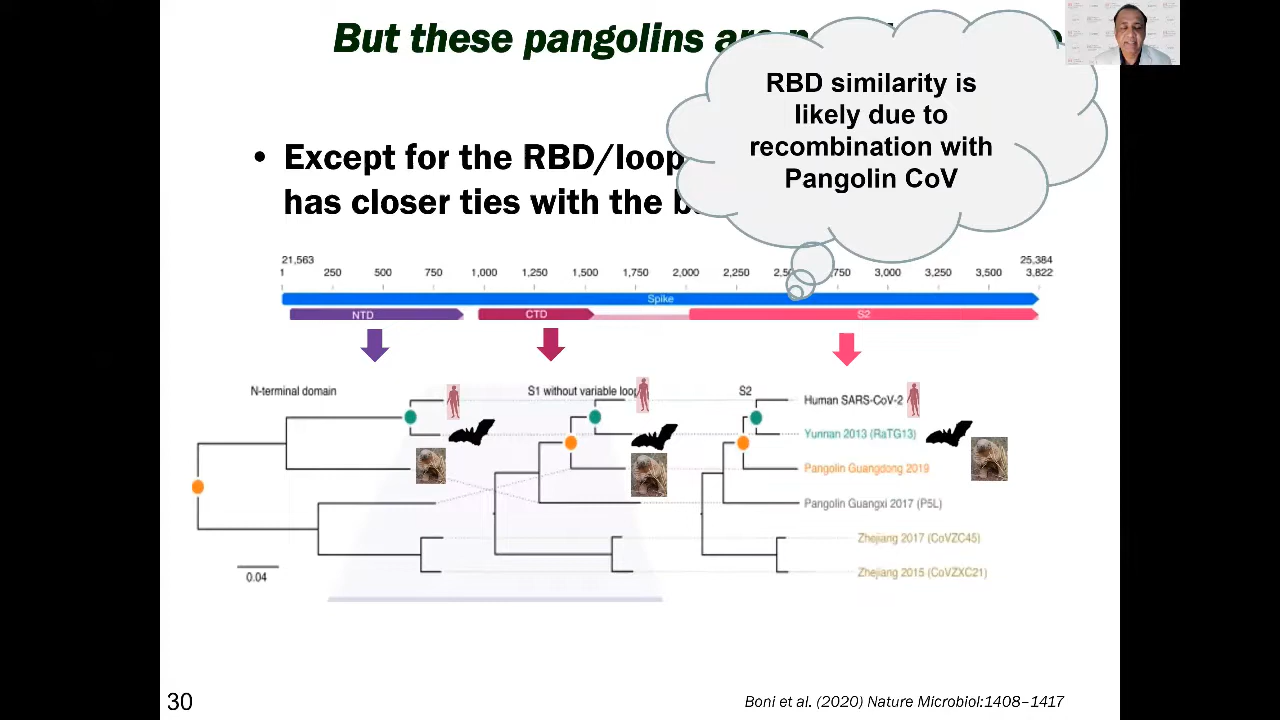 But these pangolins are
RBD similarity is
likely due to
recombination with
Pangolin CoV
• Except for the RBD/loop
has closer ties with the
21,563 25,384
1 250 500 750 1,000 1,250 1,500 1,750 2,000 2,250 2,750 3,000 3,250 3,500 3,822
Spike
NTD CTD S2
N-terminal domain S1 without variable loop S2
Human SARS-CoV-2
Yunnan 2013 (RaTG13)
Pangolin Guangdong 2019
Pangolin Guangxi 2017 (P5L)
Zhejiang 2017 (CoVZC45)
Zhejiang 2015 (CoVZXC21)
0.04
30
Boni et al. (2020) Nature Microbiol:1408–1417